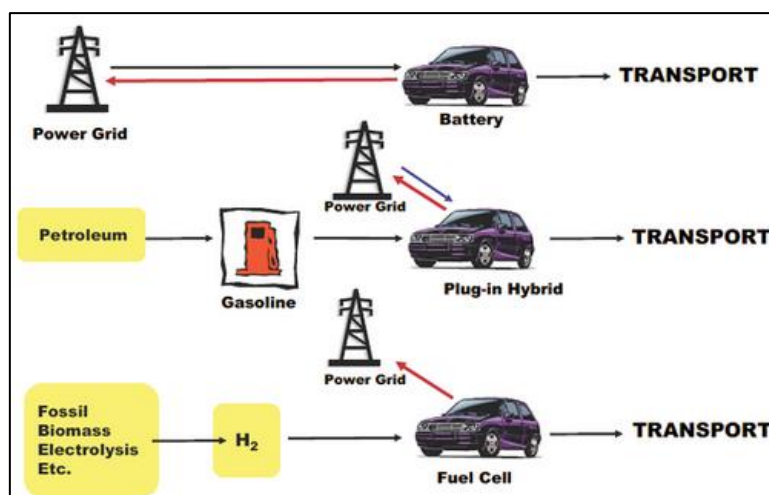 Power Grid
Battery
TRANSPORT
Petroleum
Gasoline
Power Grid
Plug-in Hybrid
TRANSPORT
Fossil
Biomass
Electrolysis
Etc.
H₂
Power Grid
Fuel Cell
TRANSPORT